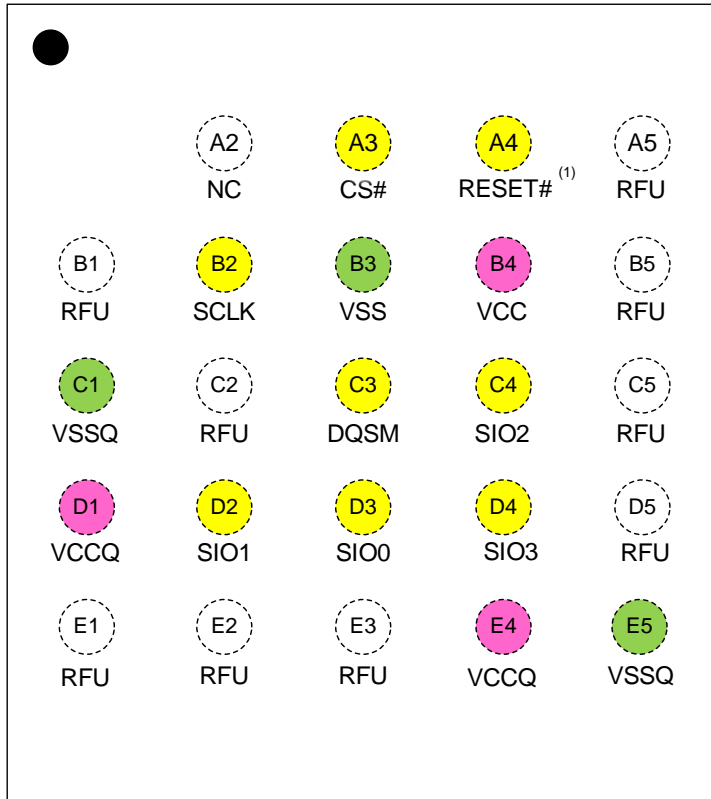 A2 A3 A4 A5
NC CS# RESET# (1) RFU
B1 B2 B3 B4 B5
RFU SCLK VSS VCC RFU
C1 C2 C3 C4 C5
VSSQ RFU DQSM SIO2 RFU
D1 D2 D3 D4 D5
VCCQ SIO1 SIO0 SIO3 RFU
E1 E2 E3 E4 E5
RFU RFU RFU VCCQ VSSQ